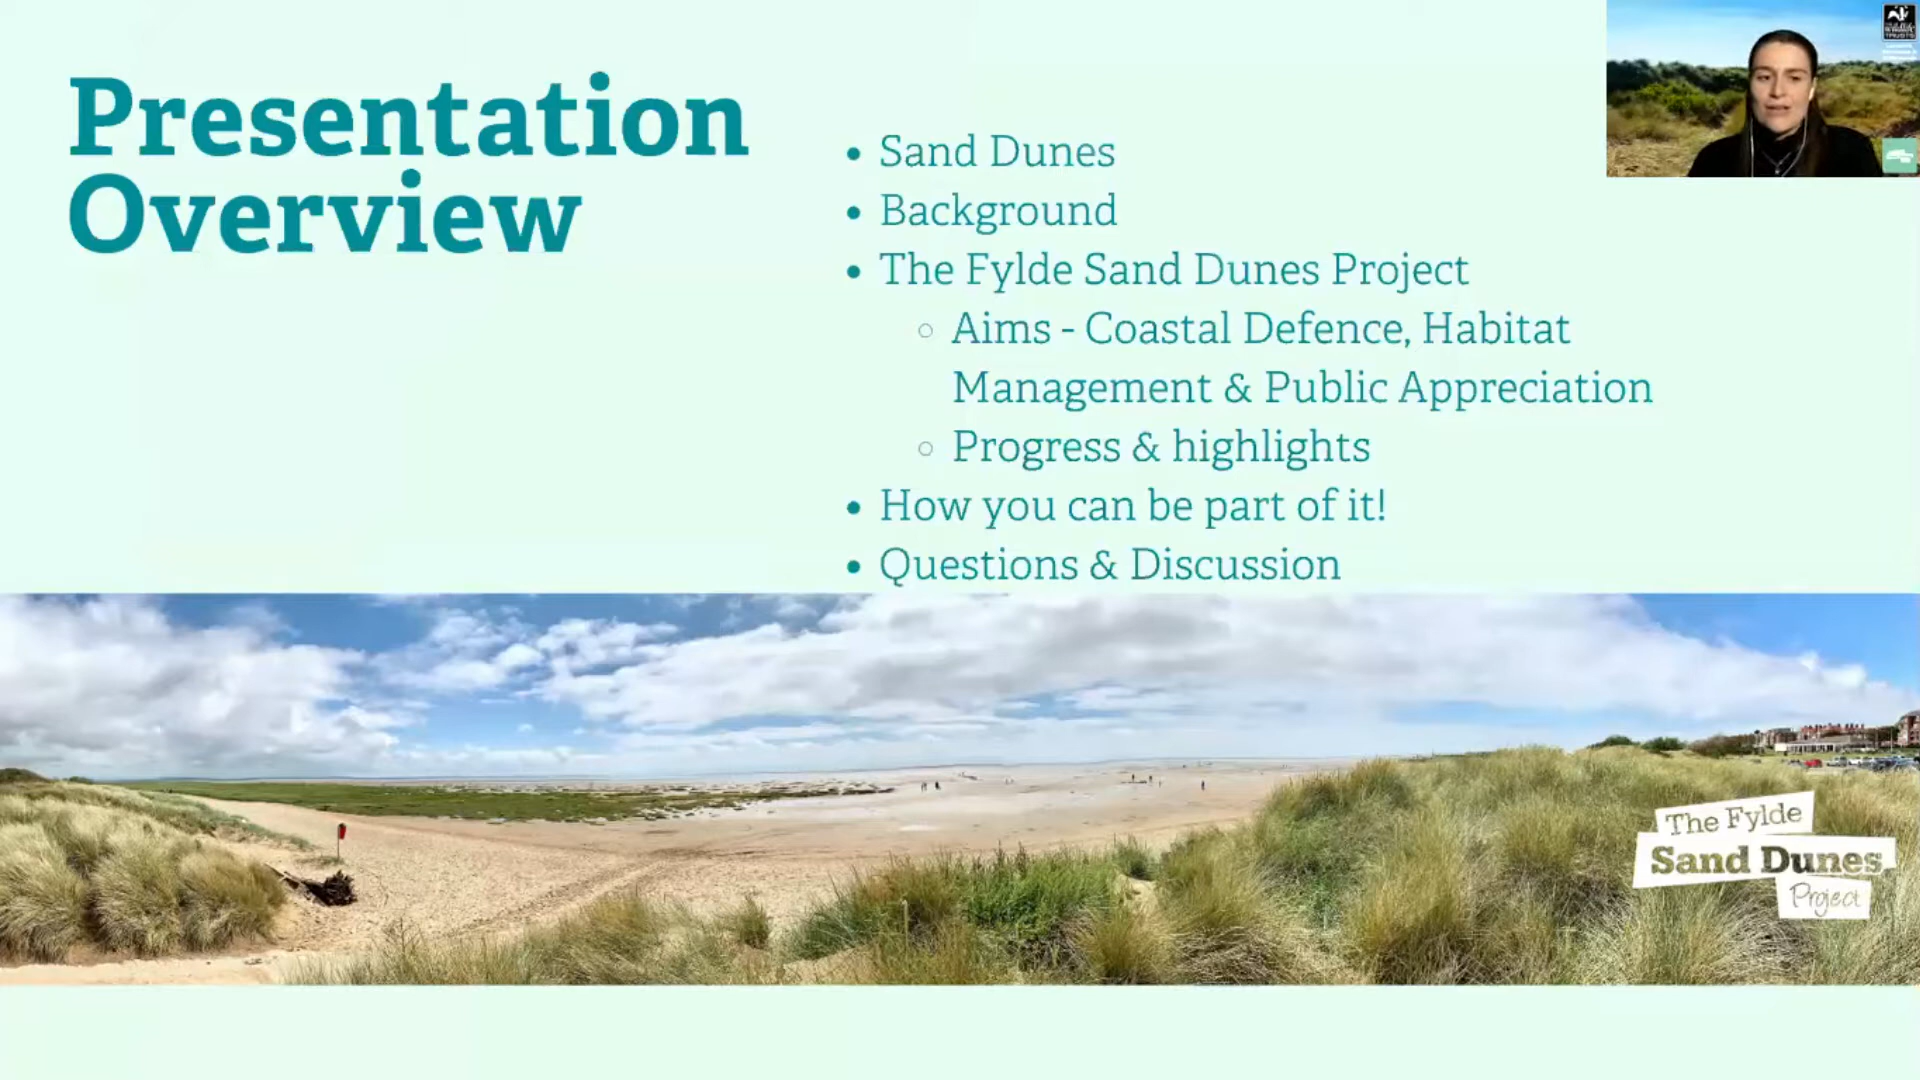 Presentation
Overview
• Sand Dunes
• Background
• The Fylde Sand Dunes Project
○ Aims - Coastal Defence, Habitat
Management & Public Appreciation
○ Progress & highlights
• How you can be part of it!
• Questions & Discussion
The Fylde
Sand Dunes
Project